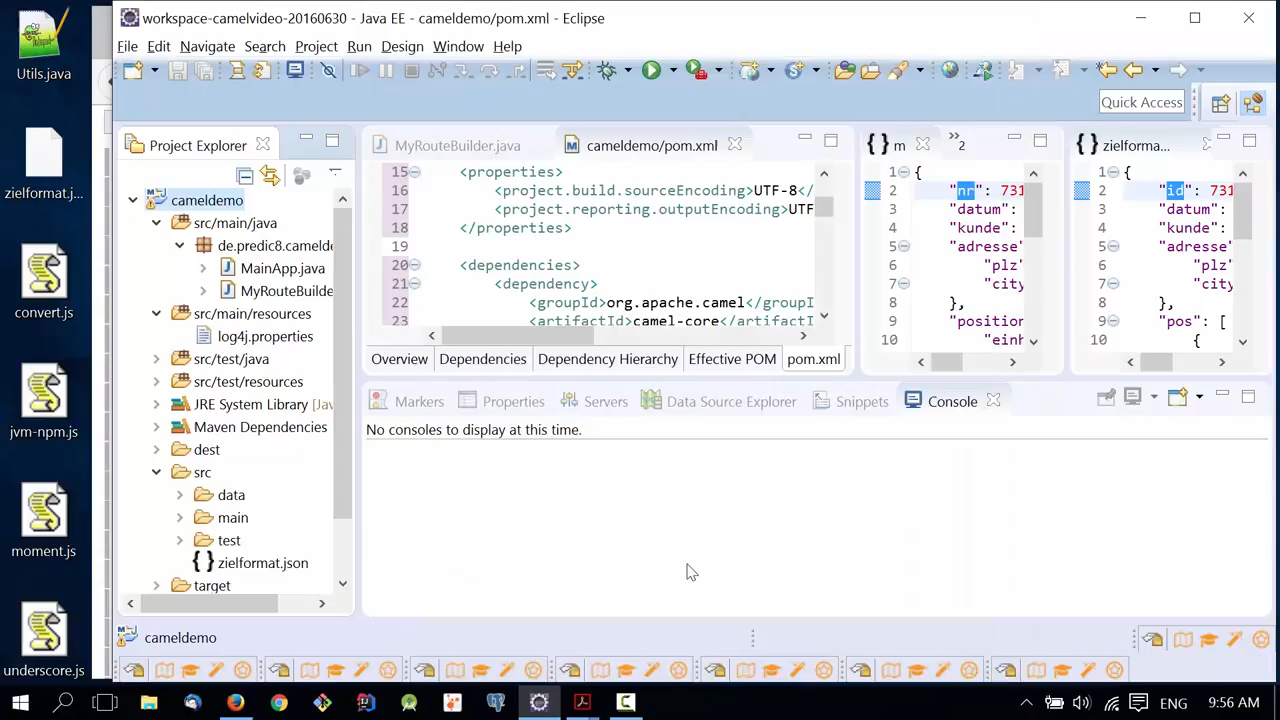 Utils.java
zielformat.j...
convert.js
jvm-npm.js
moment.js
underscore.js
workspace-camelvideo-20160630 - Java EE - cameldemo/pom.xml - Eclipse
File Edit Navigate Search Project Run Design Window Help
Quick Access
Project Explorer
cameldemo
src/main/java
de.predic8.camelde
MainApp.java
MyRouteBuilde
src/main/resources
log4j.properties
src/test/java
src/test/resources
JRE System Library [Jav
Maven Dependencies
dest
src
data
main
test
{} zielformat.json
target
MyRouteBuilder.java
cameldemo/pom.xml
15 <properties>
16 <project.build.sourceEncoding>UTF-8</
17 <project.reporting.outputEncoding>UTF
18 </properties>
19
20 <dependencies>
21 <dependency>
22 <groupId>org.apache.camel</groupI
23 <artifactId>camel-core</artifactI
Overview Dependencies Dependency Hierarchy Effective POM pom.xml
{} m
»2
1 {
2 "nr": 731
3 "datum":
4 "kunde":
5 "adresse"
6 "plz"
7 "city
8 },
9 "position
10 "einh
{} zielforma...
1 {
2 "id": 731
3 "datum":
4 "kunde":
5 "adresse"
6 "plz"
7 "city
8 },
9 "pos": [
10 {
Markers Properties Servers Data Source Explorer Snippets Console
No consoles to display at this time.
cameldemo
ENG 9:56 AM